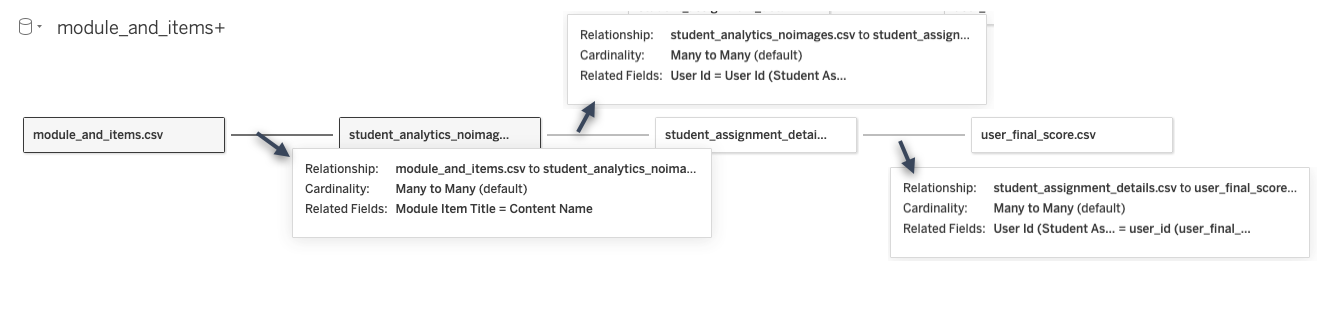 module_and_items+
Relationship: student_analytics_noimages.csv to student_assign...
Cardinality: Many to Many (default)
Related Fields: User Id = User Id (Student As...
module_and_items.csv
student_analytics_noimag...
student_assignment_detai...
user_final_score.csv
Relationship: module_and_items.csv to student_analytics_noima...
Cardinality: Many to Many (default)
Related Fields: Module Item Title = Content Name
Relationship: student_assignment_details.csv to user_final_score...
Cardinality: Many to Many (default)
Related Fields: User Id (Student As... = user_id (user_final_...